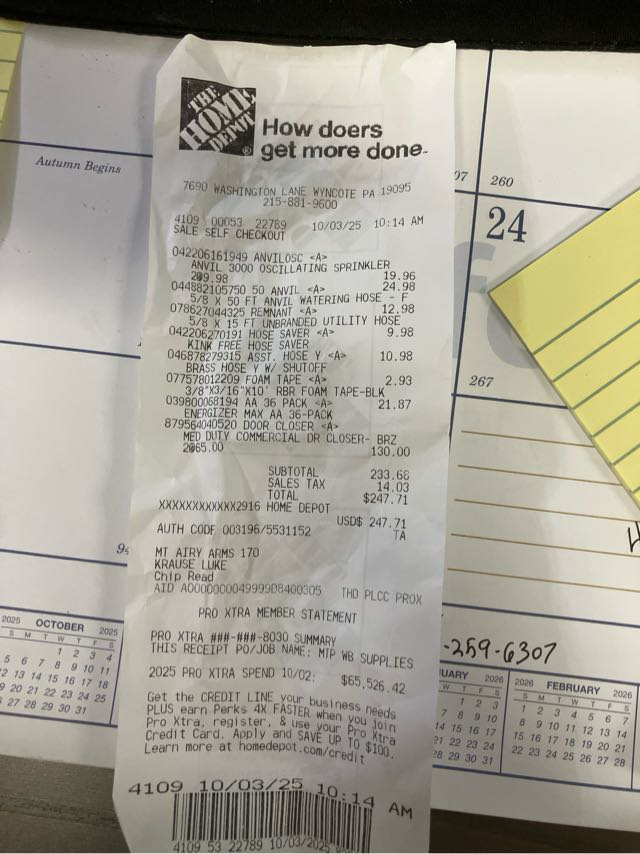 Autumn Begins
THE
HOME
DEPOT
How doers
get more done.
7690 WASHINGTON LANE WYNCOTE PA 19095
215-881-9600
4109 00053 22789 10/03/25 10:14 AM
SALE SELF CHECKOUT
042206161949 ANVILOSC <A>
ANVIL 3000 OSCILLATING SPRINKLER
2@9.98 19.96
044882105750 50 ANVIL <A> 24.98
5/8 X 50 FT ANVIL WATERING HOSE - F
078627044325 REMNANT <A> 12.98
5/8 X 15 FT UNBRANDED UTILITY HOSE
042206270191 HOSE SAVER <A> 9.98
KINK FREE HOSE SAVER
046878279315 ASST. HOSE Y <A> 10.98
BRASS HOSE Y W/ SHUTOFF
077578012209 FOAM TAPE <A> 2.93
3/8"X3/16"X10' RBR FOAM TAPE-BLK
039800068194 AA 36 PACK <A> 21.87
ENERGIZER MAX AA 36-PACK
879564040520 DOOR CLOSER <A>
MED DUTY COMMERCIAL DR CLOSER- BRZ
2@65.00 130.00
SUBTOTAL 233.68
SALES TAX 14.03
TOTAL $247.71
XXXXXXXXXXXX2916 HOME DEPOT
USD$ 247.71
AUTH CODE 003196/5531152 TA
MT AIRY ARMS 170
KRAUSE LUKE
Chip Read
AID A0000000049999D8400305 THD PLCC PROX
PRO XTRA MEMBER STATEMENT
PRO XTRA ###-###-8030 SUMMARY
THIS RECEIPT PO/JOB NAME: MTP WB SUPPLIES
2025 PRO XTRA SPEND 10/02: $65,526.42
Get the CREDIT LINE your business needs
PLUS earn Perks 4X FASTER when you join
Pro Xtra, register, & use your Pro Xtra
Credit Card. Apply and SAVE UP TO $100.
Learn more at homedepot.com/credit
4109 10/03/25 10:14 AM
4109 53 22789 10/03/2025
260
24
267
-259-6307
2025 OCTOBER 2025
S M T W T F S
1 2 3 4
5 6 7 8 9 10 11
12 13 14 15 16 17 18
19 20 21 22 23 24 25
26 27 28 29 30 31
UARY 2026
2026 FEBRUARY 2026
S M T W T F S
1 2 3 4 5 6 7
8 9 10 11 12 13 14
15 16 17 18 19 20 21
22 23 24 25 26 27 28